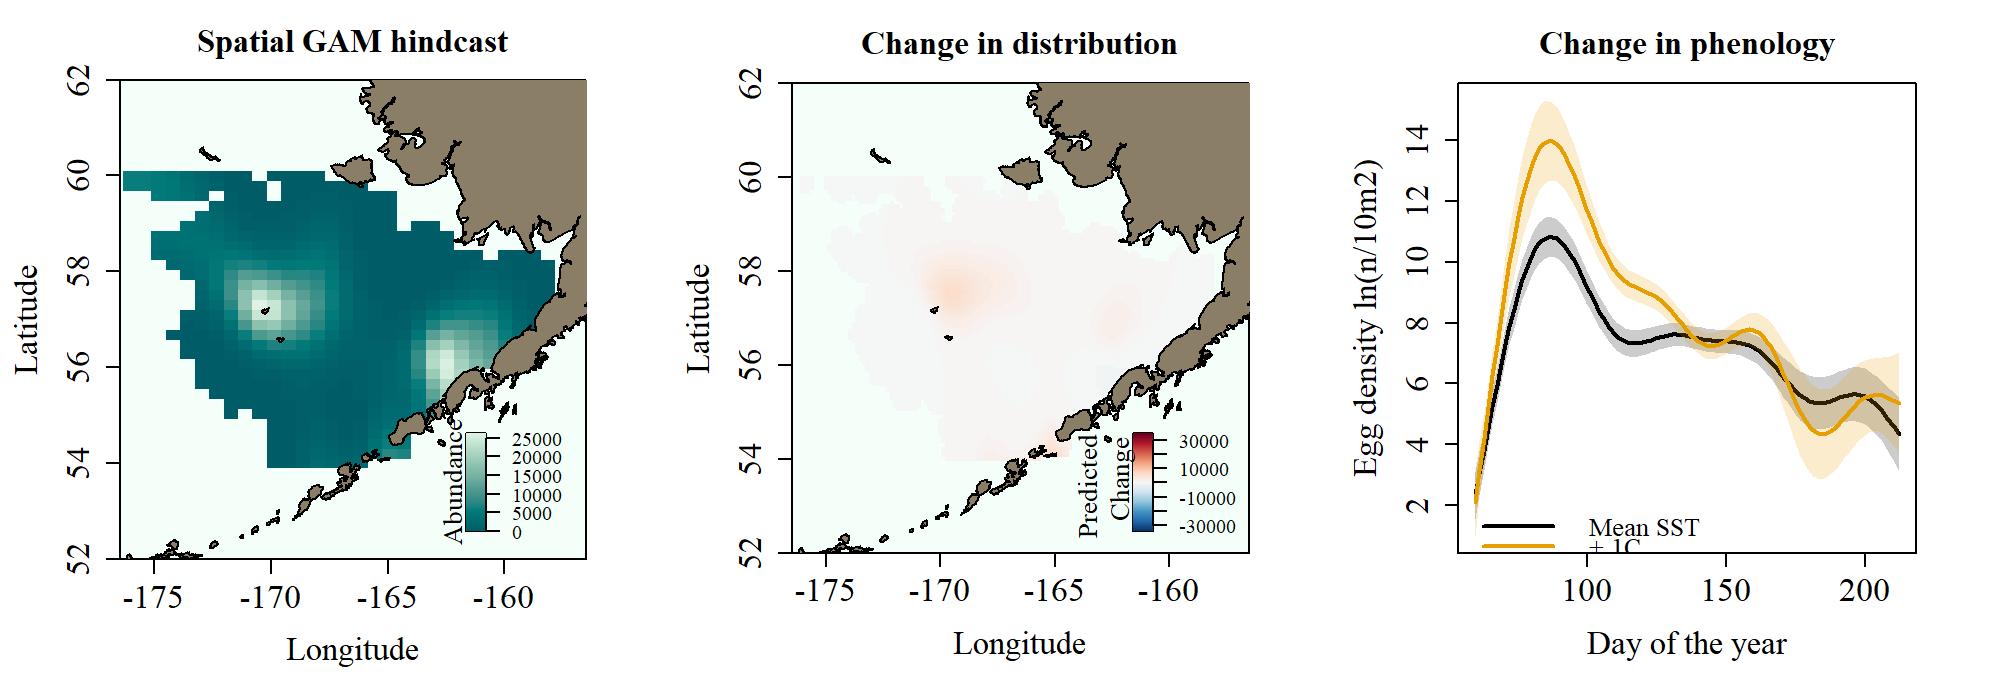 Spatial GAM hindcast
Latitude
62
60
58
56
54
52
Abundance
25000
20000
15000
10000
5000
0
-175
-170
-165
-160
Longitude
Change in distribution
Latitude
62
60
58
56
54
52
Predicted
Change
30000
10000
-10000
-30000
-175
-170
-165
-160
Longitude
Change in phenology
Egg density ln(n/10m2)
14
12
10
8
6
4
2
Mean SST
+ 1C
100
150
200
Day of the year